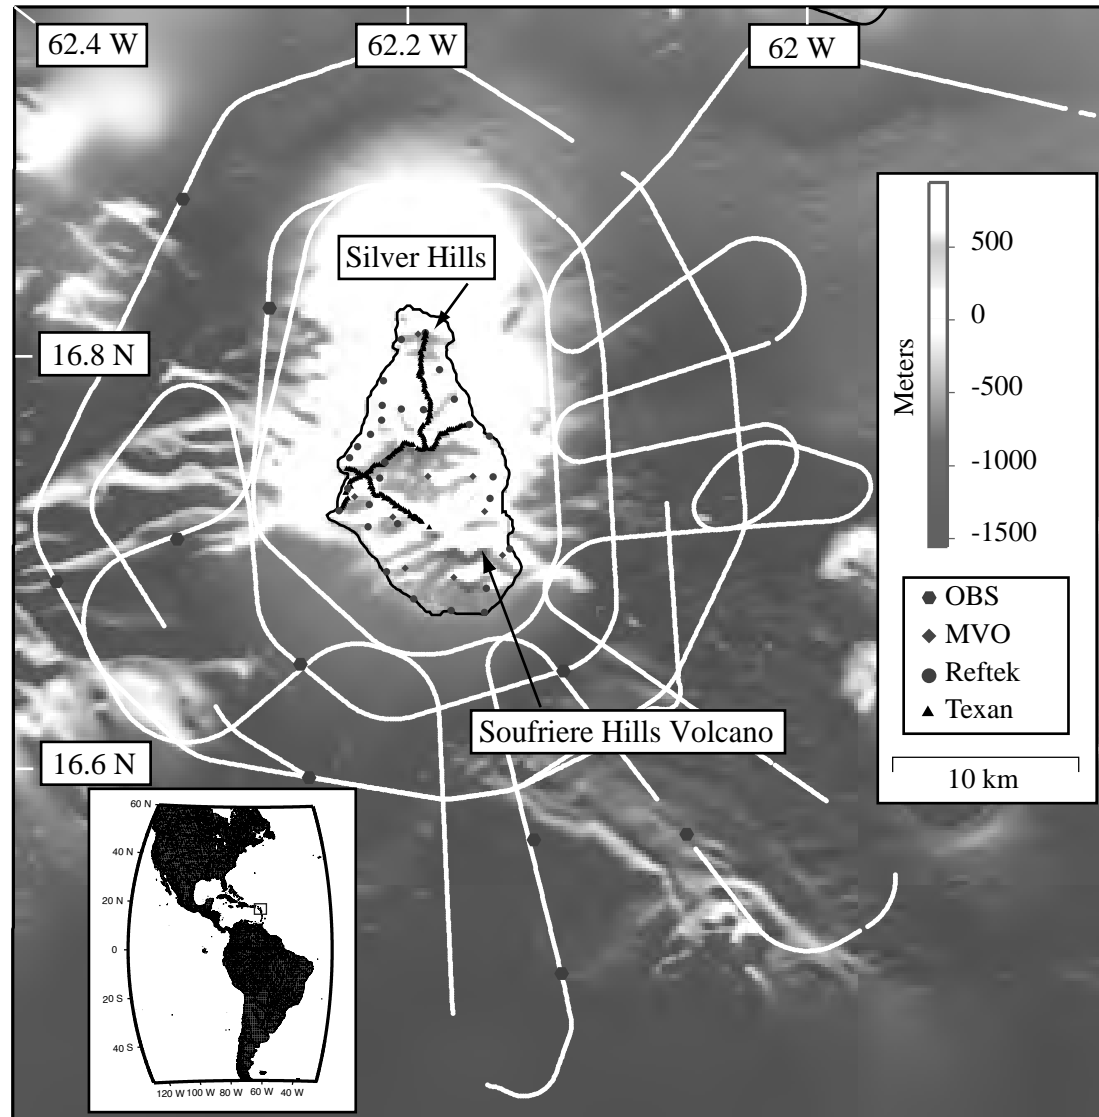 62.4 W
62.2 W
62 W
Silver Hills
16.8 N
Meters
500
0
-500
-1000
-1500
OBS
MVO
Reftek
Texan
10 km
Soufriere Hills Volcano
16.6 N
60 N
40 N
20 N
0
20 S
40 S
120 W 100 W 80 W 60 W 40 W